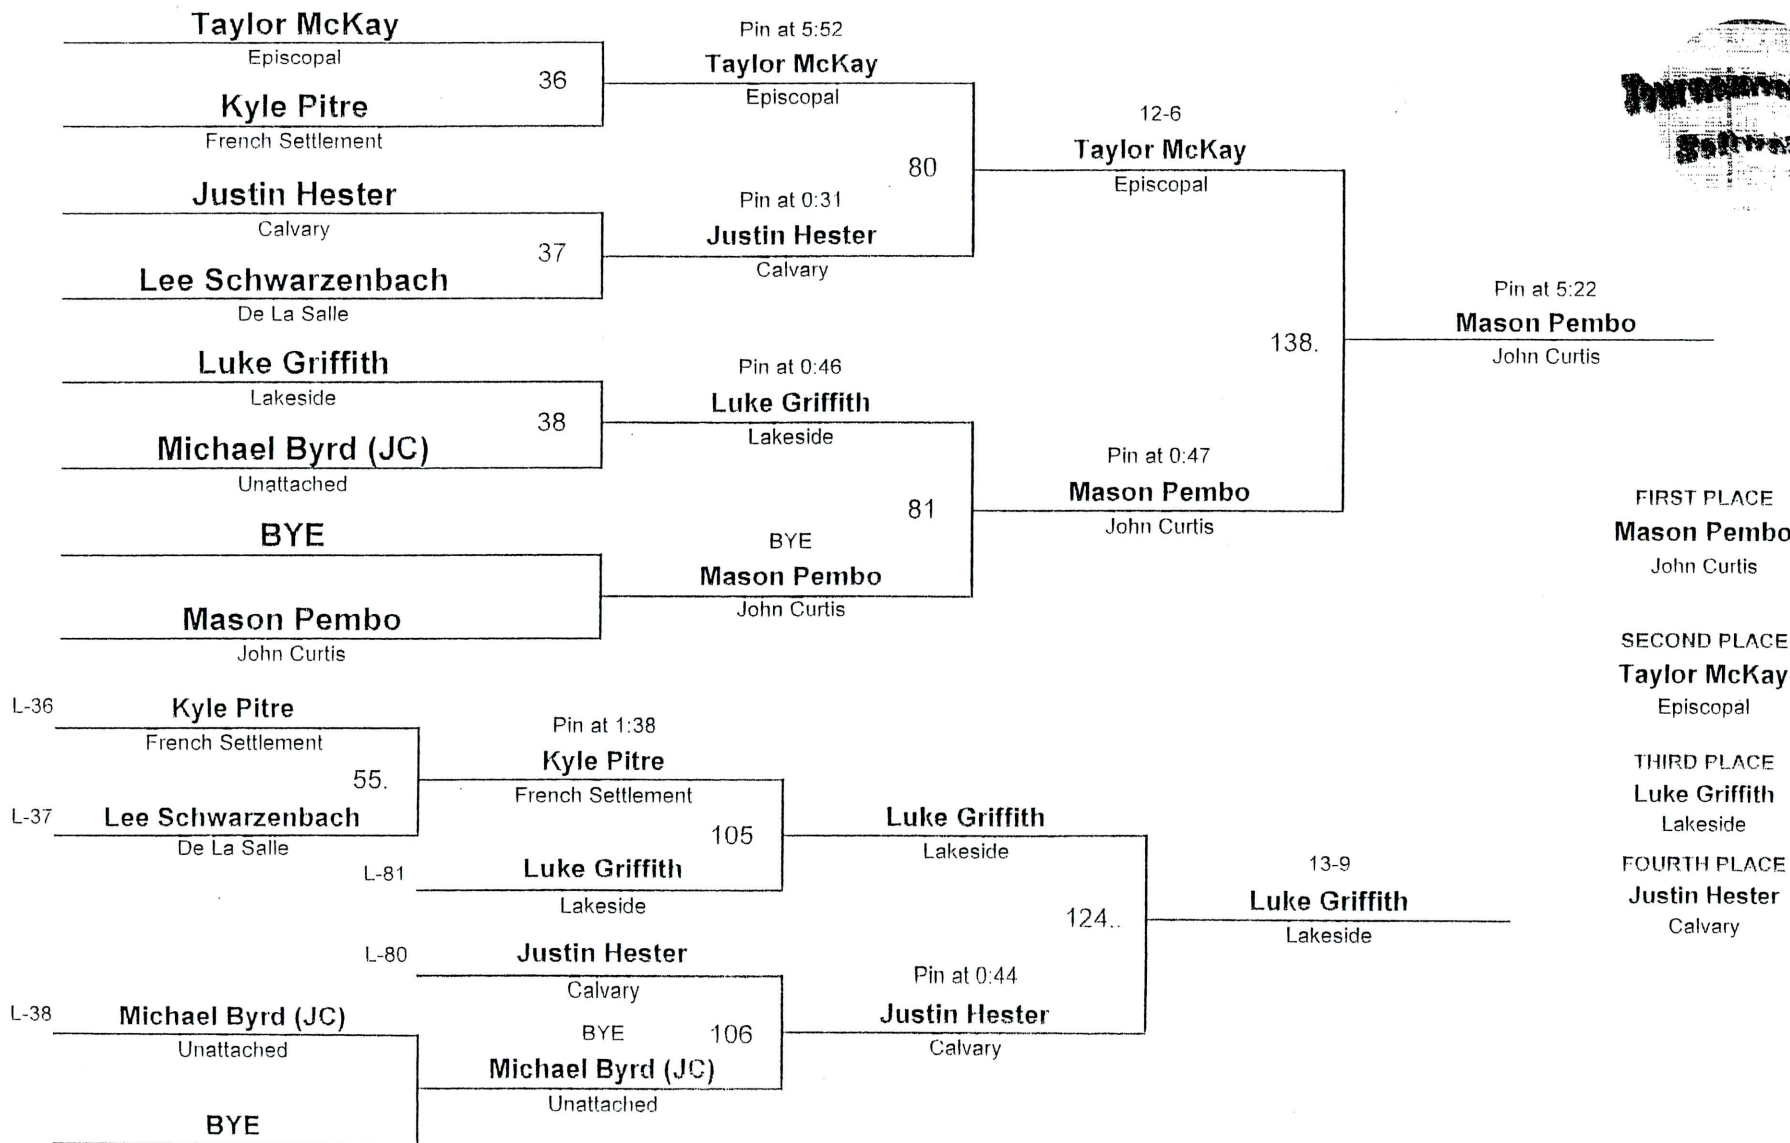 Taylor McKay
Episcopal
36
Kyle Pitre
French Settlement
Justin Hester
Calvary
37
Lee Schwarzenbach
De La Salle
Luke Griffith
Lakeside
38
Michael Byrd (JC)
Unattached
BYE
Mason Pembo
John Curtis
Pin at 5:52
Taylor McKay
Episcopal
80
Pin at 0:31
Justin Hester
Calvary
Pin at 0:46
Luke Griffith
Lakeside
81
BYE
Mason Pembo
John Curtis
12-6
Taylor McKay
Episcopal
138.
Pin at 0:47
Mason Pembo
John Curtis
Pin at 5:22
Mason Pembo
John Curtis
L-36
Kyle Pitre
French Settlement
55.
L-37
Lee Schwarzenbach
De La Salle
L-38
Michael Byrd (JC)
Unattached
BYE
Pin at 1:38
Kyle Pitre
French Settlement
105
L-81
Luke Griffith
Lakeside
L-80
Justin Hester
Calvary
BYE
106
Michael Byrd (JC)
Unattached
Luke Griffith
Lakeside
124..
Pin at 0:44
Justin Hester
Calvary
13-9
Luke Griffith
Lakeside
FIRST PLACE
Mason Pembo
John Curtis
SECOND PLACE
Taylor McKay
Episcopal
THIRD PLACE
Luke Griffith
Lakeside
FOURTH PLACE
Justin Hester
Calvary